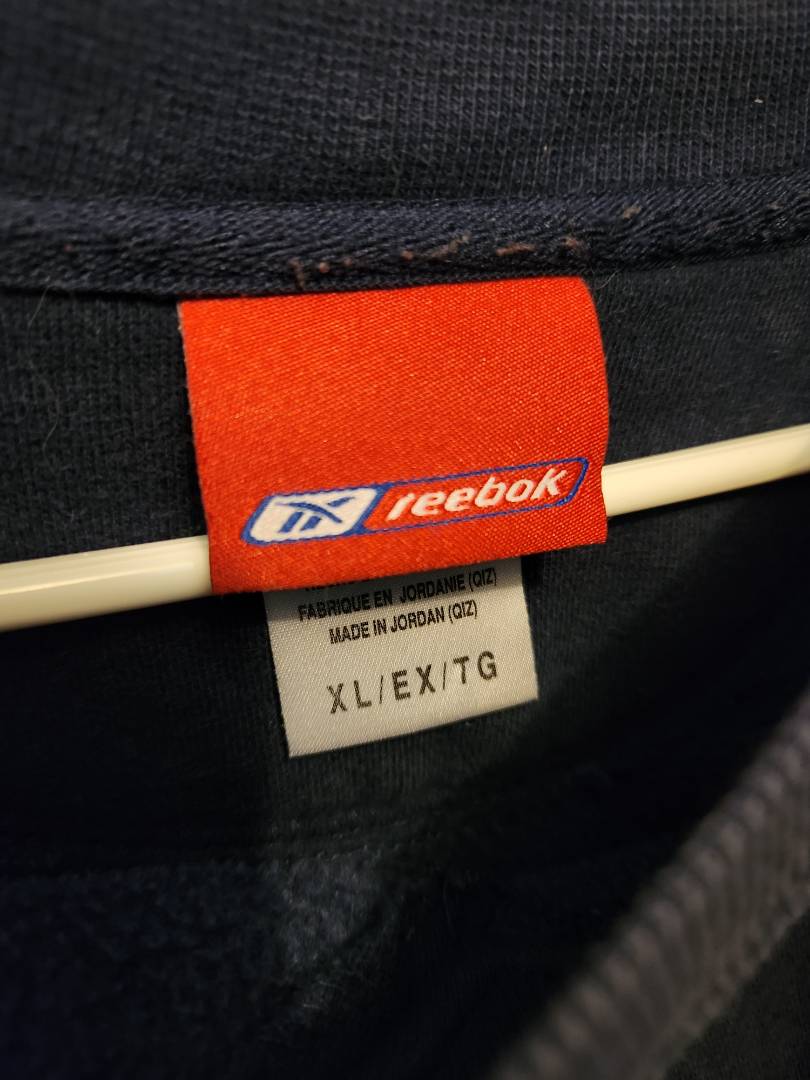 reebok
FABRIQUE EN JORDANIE (QIZ)
MADE IN JORDAN (QIZ)
XL/EX/TG